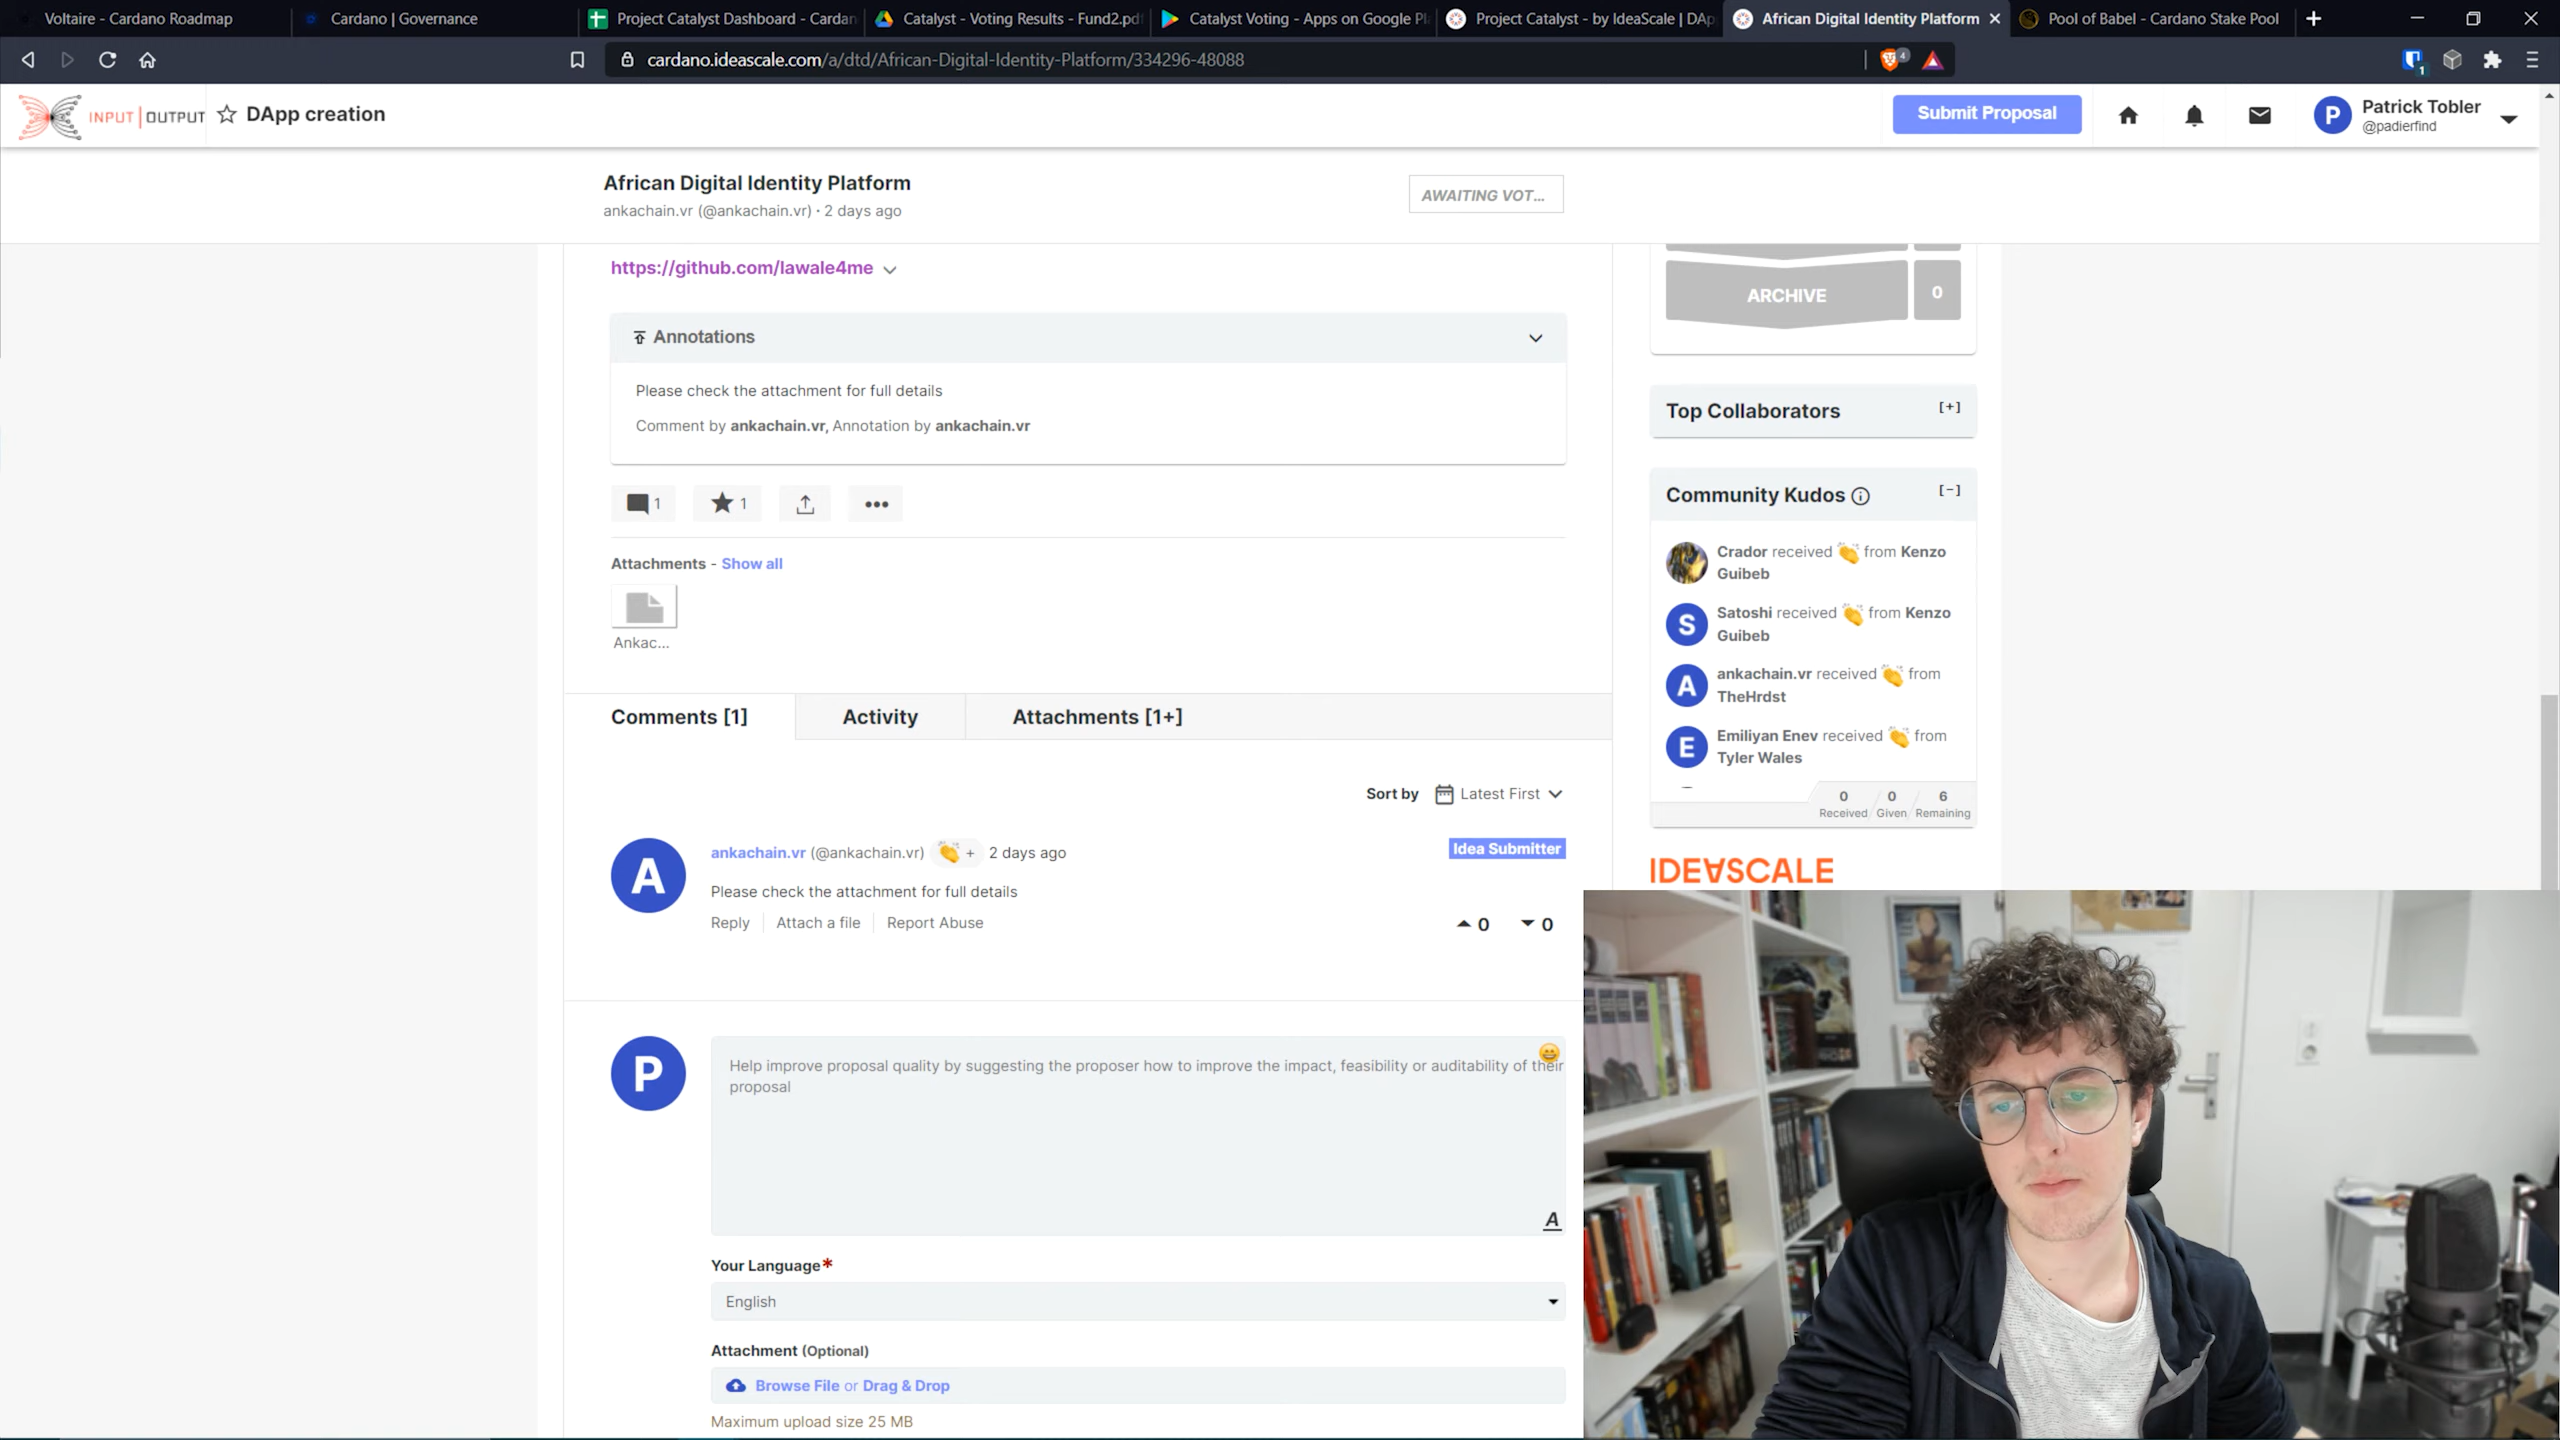 Voltaire - Cardano Roadmap
Cardano | Governance
Project Catalyst Dashboard - Cardan
Catalyst - Voting Results - Fund2.pdf
Catalyst Voting - Apps on Google Pl
Project Catalyst - by IdeaScale | DAp
African Digital Identity Platform
Pool of Babel - Cardano Stake Pool
cardano.ideascale.com/a/dtd/African-Digital-Identity-Platform/334296-48088
4
1
INPUT | OUTPUT
DApp creation
Submit Proposal
P
Patrick Tobler
@padierfind
African Digital Identity Platform
ankachain.vr (@ankachain.vr) • 2 days ago
AWAITING VOT...
https://github.com/lawale4me
Annotations
Please check the attachment for full details
Comment by ankachain.vr, Annotation by ankachain.vr
1
1
Attachments - Show all
Ankac...
Comments [1]
Activity
Attachments [1+]
Sort by Latest First
A
ankachain.vr (@ankachain.vr) + 2 days ago
Idea Submitter
Please check the attachment for full details
Reply
Attach a file
Report Abuse
0
0
P
Help improve proposal quality by suggesting the proposer how to improve the impact, feasibility or auditability of their
proposal
A
Your Language*
English
Attachment (Optional)
Browse File or Drag & Drop
Maximum upload size 25 MB
ARCHIVE
0
Top Collaborators
[+]
Community Kudos
[-]
Crador received from Kenzo
Guibeb
S
Satoshi received from Kenzo
Guibeb
A
ankachain.vr received from
TheHrdst
E
Emiliyan Enev received from
Tyler Wales
0 0 6
Received Given Remaining
IDEASCALE